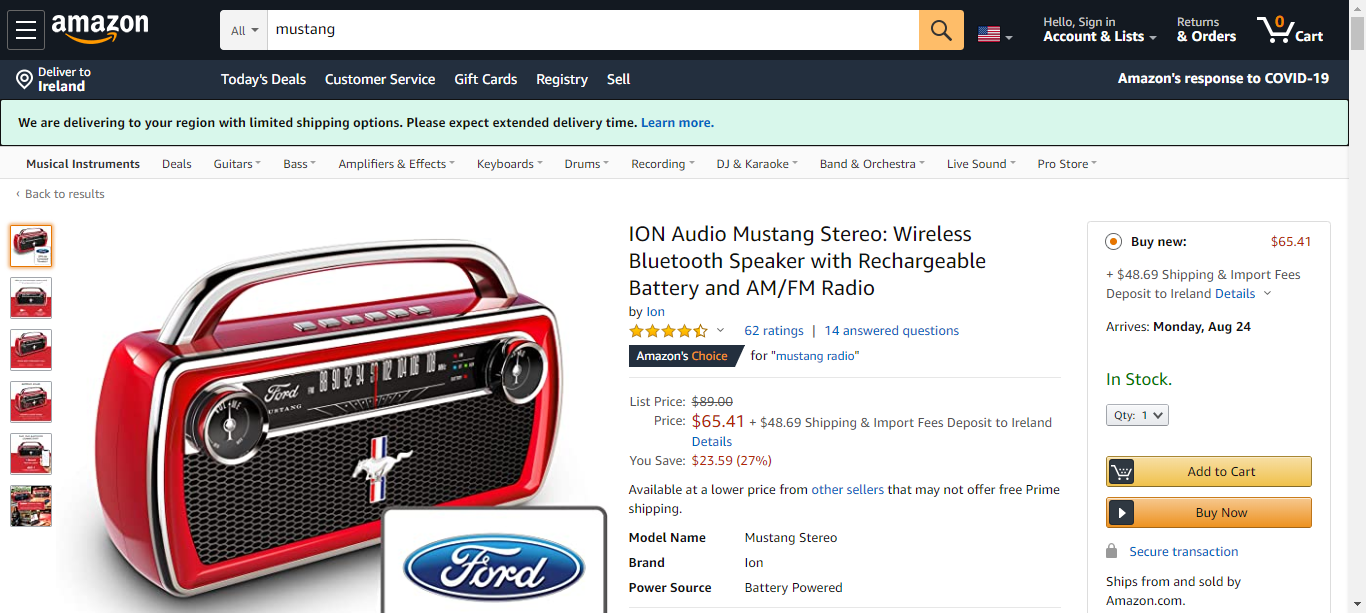 amazon
All
mustang
Hello, Sign in
Account & Lists
Returns
& Orders
0
Cart
Deliver to
Ireland
Today's Deals
Customer Service
Gift Cards
Registry
Sell
Amazon's response to COVID-19
We are delivering to your region with limited shipping options. Please expect extended delivery time. Learn more.
Musical Instruments
Deals
Guitars
Bass
Amplifiers & Effects
Keyboards
Drums
Recording
DJ & Karaoke
Band & Orchestra
Live Sound
Pro Store
‹ Back to results
Ford
MUSTANG
FM 88 90 92 94 102 104 106 108
VOLUME
Ford
ION Audio Mustang Stereo: Wireless
Bluetooth Speaker with Rechargeable
Battery and AM/FM Radio
by Ion
62 ratings | 14 answered questions
Amazon's Choice for "mustang radio"
List Price: $89.00
Price: $65.41 + $48.69 Shipping & Import Fees Deposit to Ireland
Details
You Save: $23.59 (27%)
Available at a lower price from other sellers that may not offer free Prime
shipping.
Model Name Mustang Stereo
Brand Ion
Power Source Battery Powered
Buy new: $65.41
+ $48.69 Shipping & Import Fees
Deposit to Ireland Details
Arrives: Monday, Aug 24
In Stock.
Qty: 1
Add to Cart
Buy Now
Secure transaction
Ships from and sold by
Amazon.com.